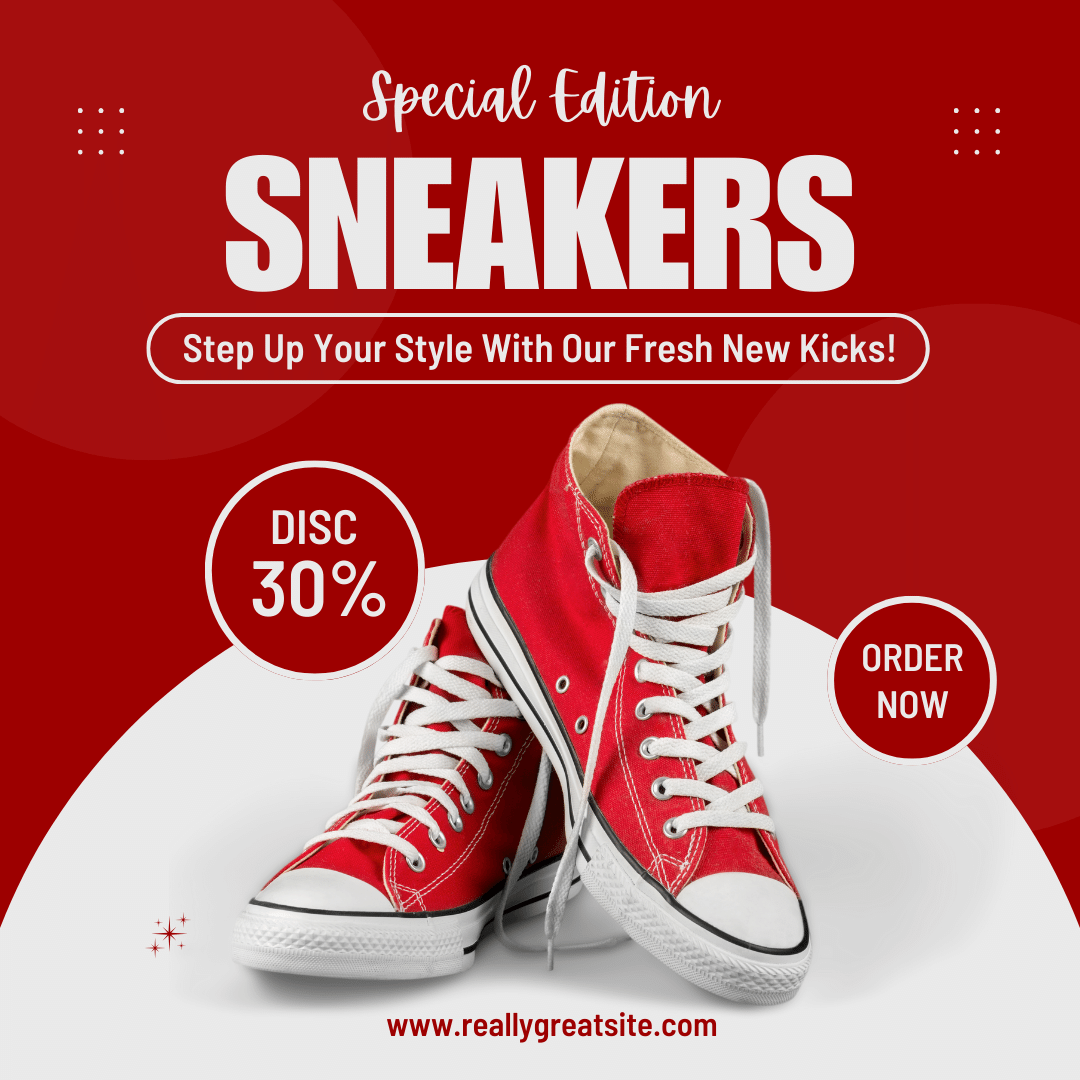 Special Edition
SNEAKERS
Step Up Your Style With Our Fresh New Kicks!
DISC
30%
ORDER
NOW
www.reallygreatsite.com